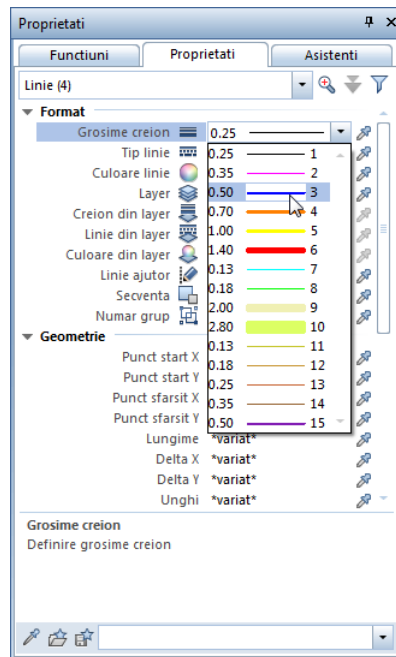 Proprietati
Functiuni Proprietati Asistenti
Linie (4)
Format
Grosime creion 0.25
Tip linie 0.25 1
Culoare linie 0.35 2
Layer 0.50 3
Creion din layer 0.70 4
Linie din layer 1.00 5
Culoare din layer 1.40 6
Linie ajutor 0.13 7
Secventa 0.18 8
Numar grup 2.00 9
Geometrie 2.80 10
Punct start X 0.13 11
Punct start Y 0.18 12
0.25 13
Punct sfarsit X 0.35 14
Punct sfarsit Y 0.50 15
Lungime *variat*
Delta X *variat*
Delta Y *variat*
Unghi *variat*
Grosime creion
Definire grosime creion